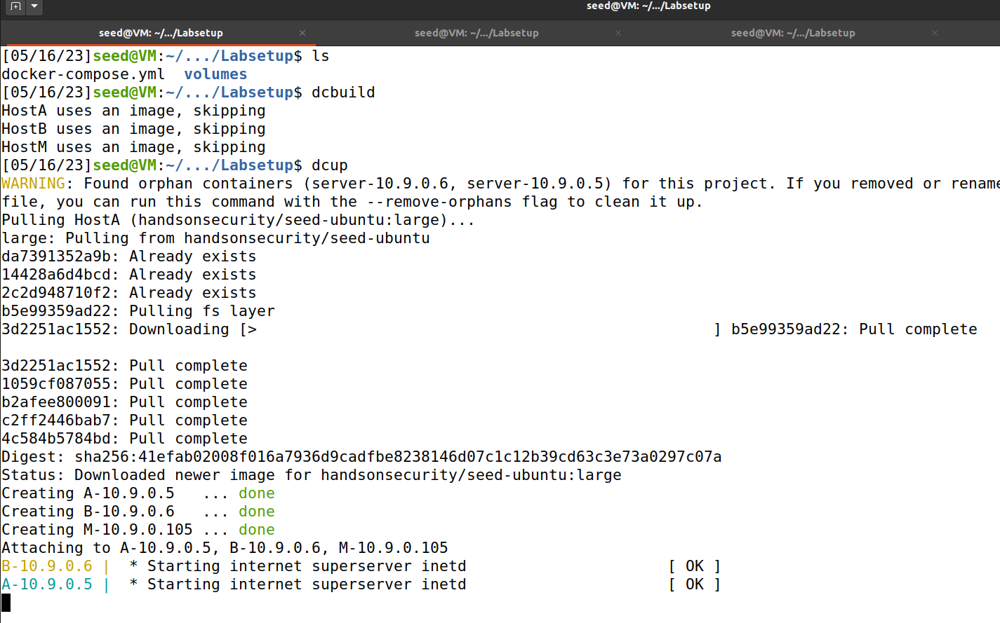 seed@VM: ~/.../Labsetup
seed@VM: ~/.../Labsetup × seed@VM: ~/.../Labsetup × seed@VM: ~/.../Labsetup ×
[05/16/23]seed@VM:~/.../Labsetup$ ls
docker-compose.yml  volumes
[05/16/23]seed@VM:~/.../Labsetup$ dcbuild
HostA uses an image, skipping
HostB uses an image, skipping
HostM uses an image, skipping
[05/16/23]seed@VM:~/.../Labsetup$ dcup
WARNING: Found orphan containers (server-10.9.0.6, server-10.9.0.5) for this project. If you removed or rename
file, you can run this command with the --remove-orphans flag to clean it up.
Pulling HostA (handsonsecurity/seed-ubuntu:large)...
large: Pulling from handsonsecurity/seed-ubuntu
da7391352a9b: Already exists
14428a6d4bcd: Already exists
2c2d948710f2: Already exists
b5e99359ad22: Pulling fs layer
3d2251ac1552: Downloading [>                                                  ] b5e99359ad22: Pull complete
3d2251ac1552: Pull complete
1059cf087055: Pull complete
b2afee800091: Pull complete
c2ff2446bab7: Pull complete
4c584b5784bd: Pull complete
Digest: sha256:41efab02008f016a7936d9cadfbe8238146d07c1c12b39cd63c3e73a0297c07a
Status: Downloaded newer image for handsonsecurity/seed-ubuntu:large
Creating A-10.9.0.5   ... done
Creating B-10.9.0.6   ... done
Creating M-10.9.0.105 ... done
Attaching to A-10.9.0.5, B-10.9.0.6, M-10.9.0.105
B-10.9.0.6 |  * Starting internet superserver inetd                      [ OK ]
A-10.9.0.5 |  * Starting internet superserver inetd                      [ OK ]